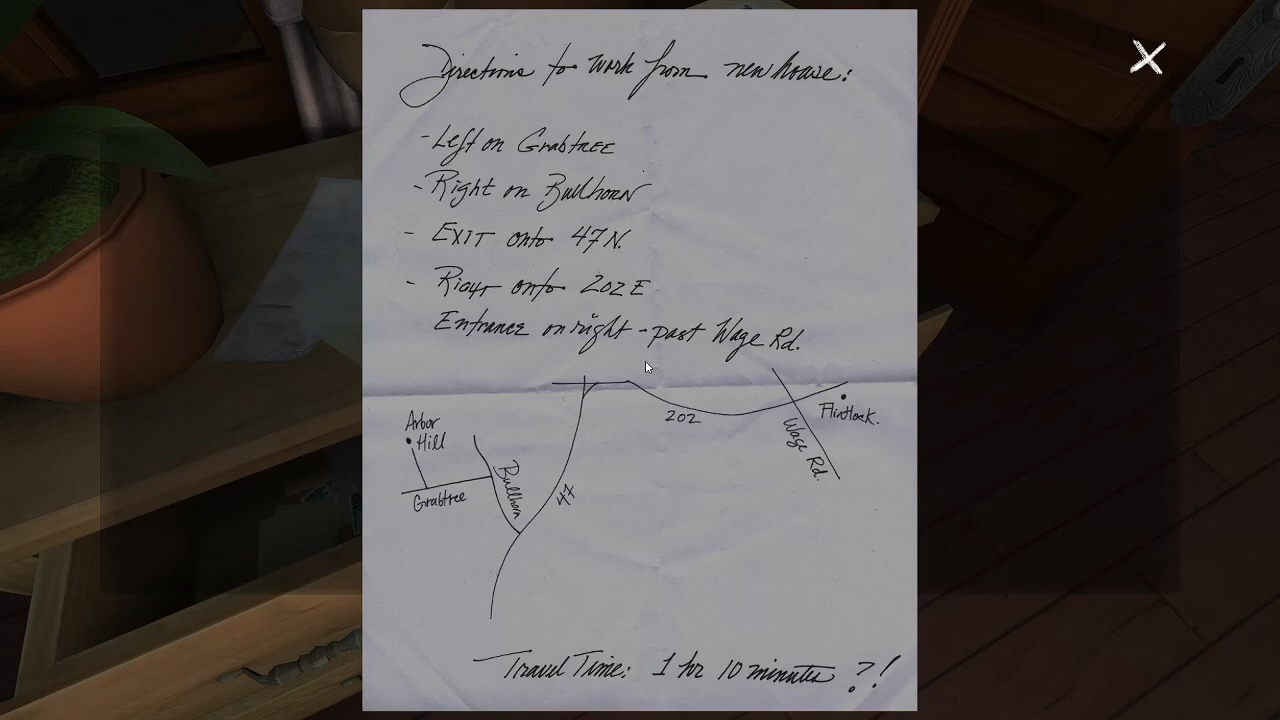 Directions to work from new house:
- Left on Grabtree
- Right on Bullhorn
- Exit onto 47 N.
- Right onto 202 E
Entrance on right - past Wage Rd.
Arbor
Hill
Grabtree
Bullhorn
47
202
Wage Rd.
Flintlock.
Travel Time: 1 hr 10 minutes ?!